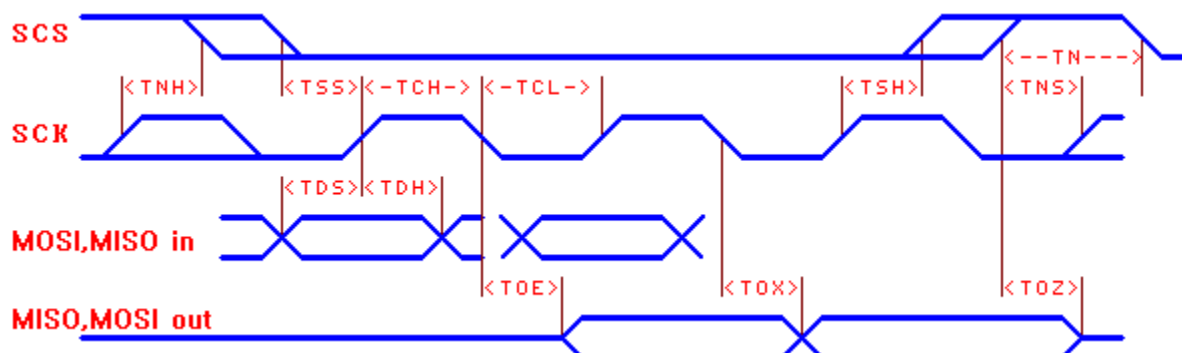 SCS
<--TN--->
<TNH> <TSS> <-TCH-> <-TCL-> <TSH> <TNS>
SCK
<TDS> <TDH>
MOSI,MISO in
<TOE> <TOX> <TOZ>
MISO,MOSI out